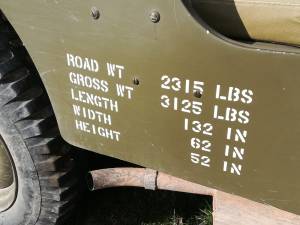 ROAD WT 2315 LBS
GROSS WT 3125 LBS
LENGTH 132 IN
WIDTH 62 IN
HEIGHT 52 IN